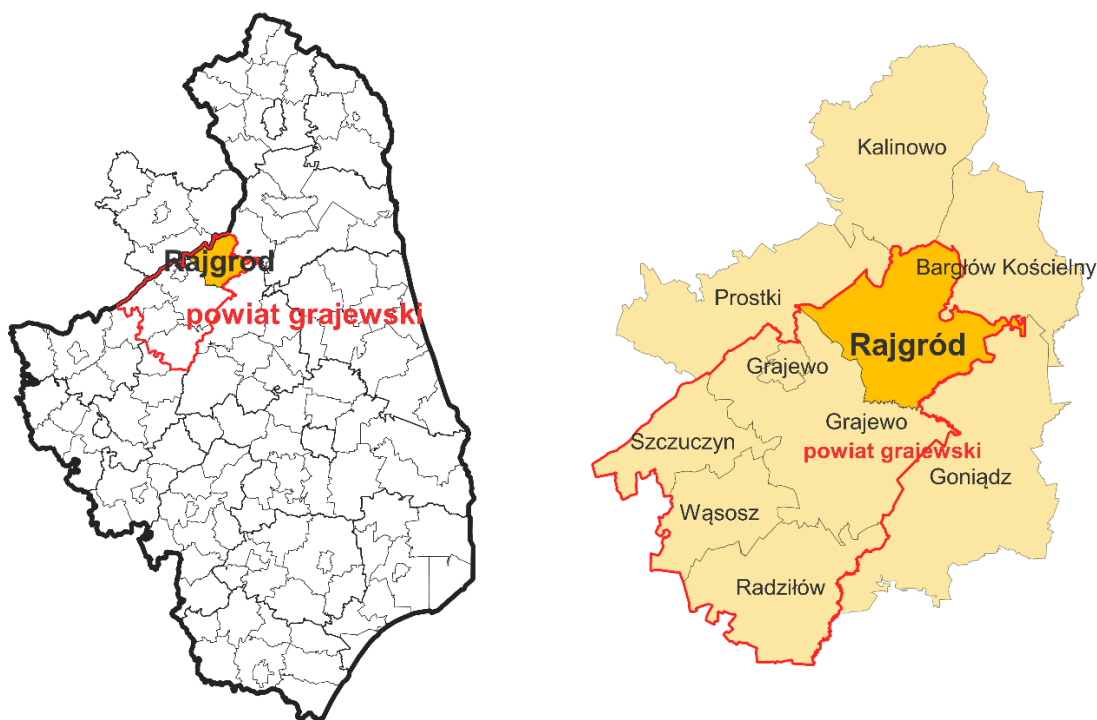 Rajgród
powiat grajewski
Kalinowo
Bargłów Kościelny
Prostki
Rajgród
Grajewo
Grajewo
Szczuczyn
powiat grajewski
Goniądz
Wąsosz
Radziłów